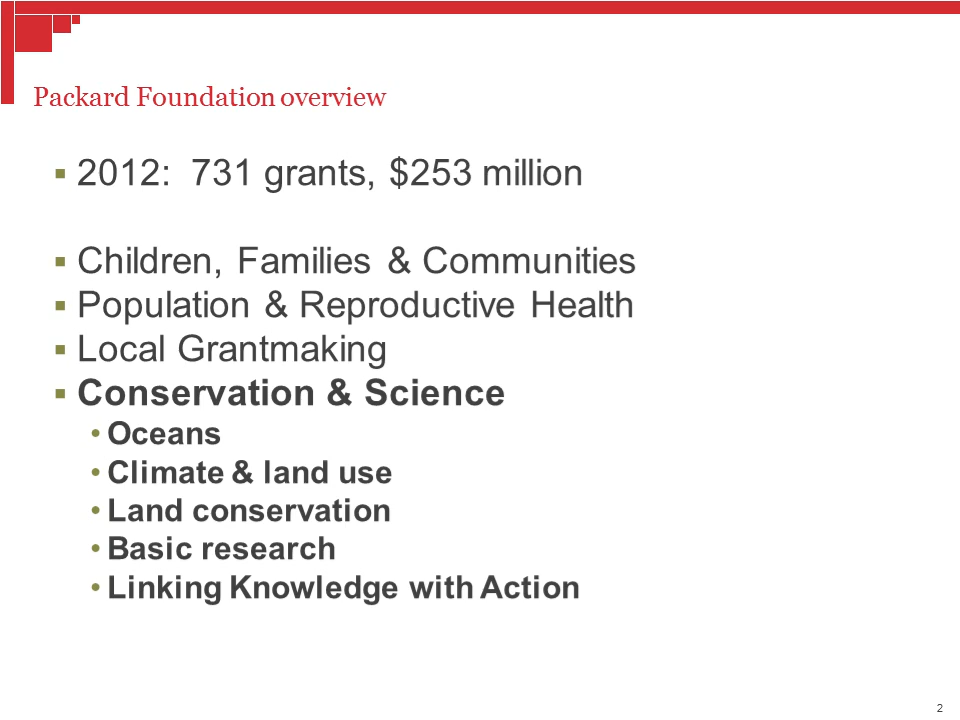 Packard Foundation overview
▪ 2012:  731 grants, $253 million
▪ Children, Families & Communities
▪ Population & Reproductive Health
▪ Local Grantmaking
▪ Conservation & Science
• Oceans
• Climate & land use
• Land conservation
• Basic research
• Linking Knowledge with Action
2